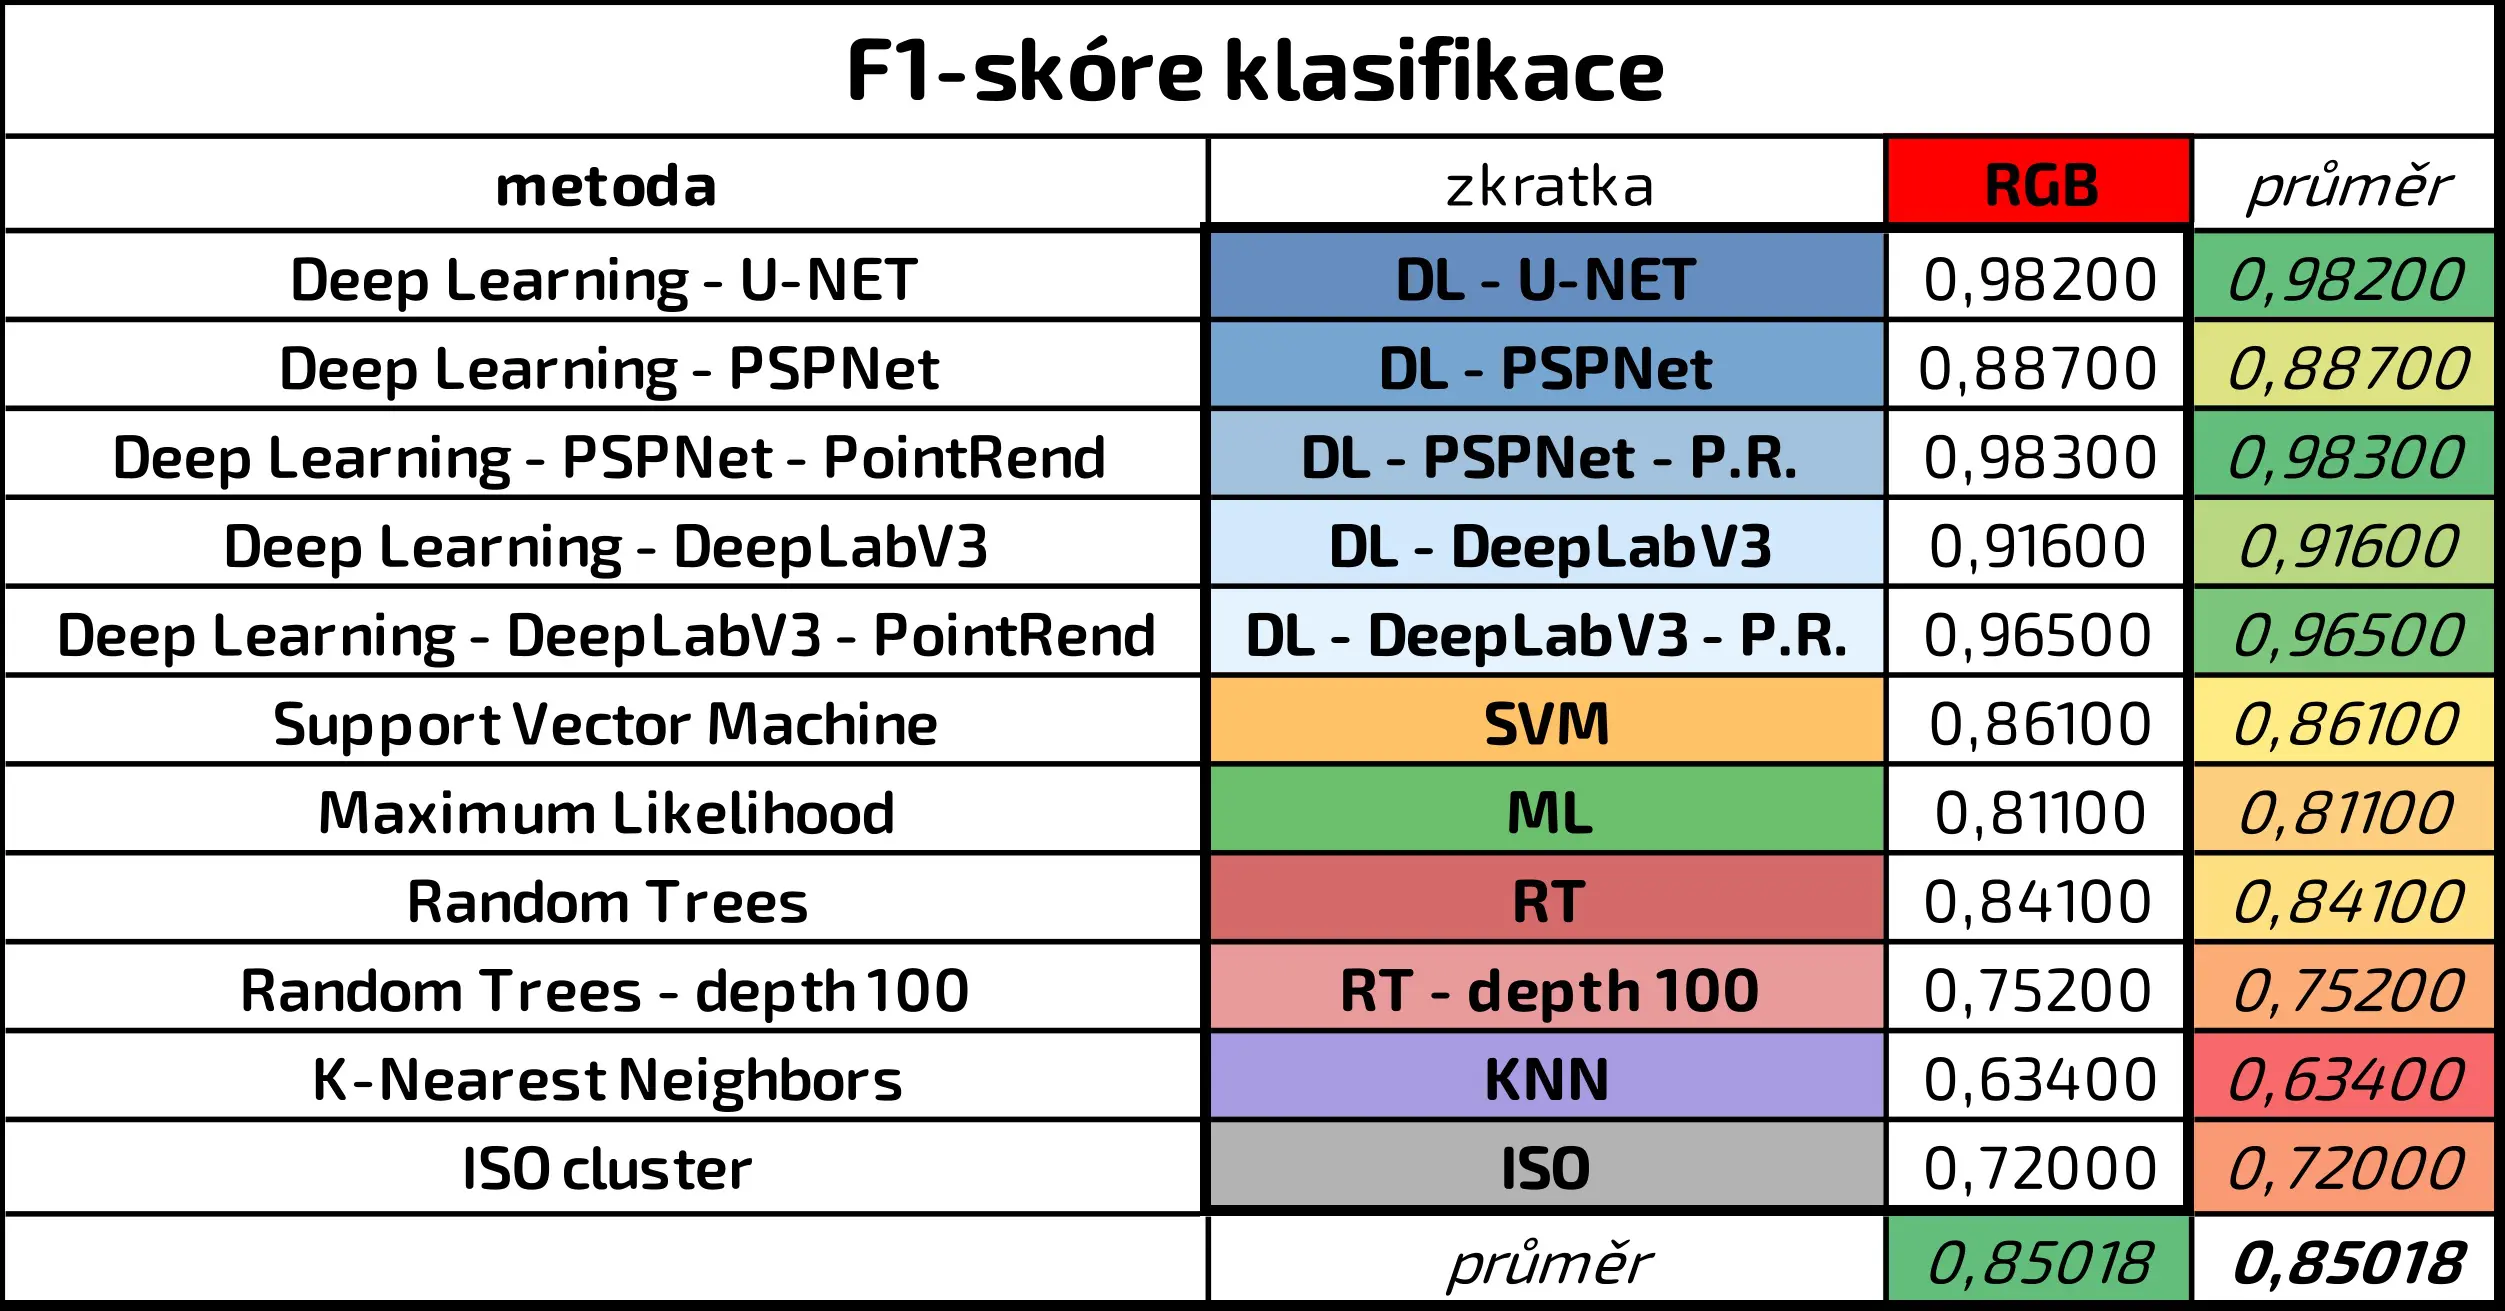 F1-skóre klasifikace
metoda zkratka RGB průměr
Deep Learning - U-NET DL - U-NET 0,98200 0,98200
Deep Learning - PSPNet DL - PSPNet 0,88700 0,88700
Deep Learning - PSPNet - PointRend DL - PSPNet - P.R. 0,98300 0,98300
Deep Learning - DeepLabV3 DL - DeepLabV3 0,91600 0,91600
Deep Learning - DeepLabV3 - PointRend DL - DeepLabV3 - P.R. 0,96500 0,96500
Support Vector Machine SVM 0,86100 0,86100
Maximum Likelihood ML 0,81100 0,81100
Random Trees RT 0,84100 0,84100
Random Trees - depth 100 RT - depth 100 0,75200 0,75200
K-Nearest Neighbors KNN 0,63400 0,63400
ISO cluster ISO 0,72000 0,72000
průměr 0,85018 0,85018